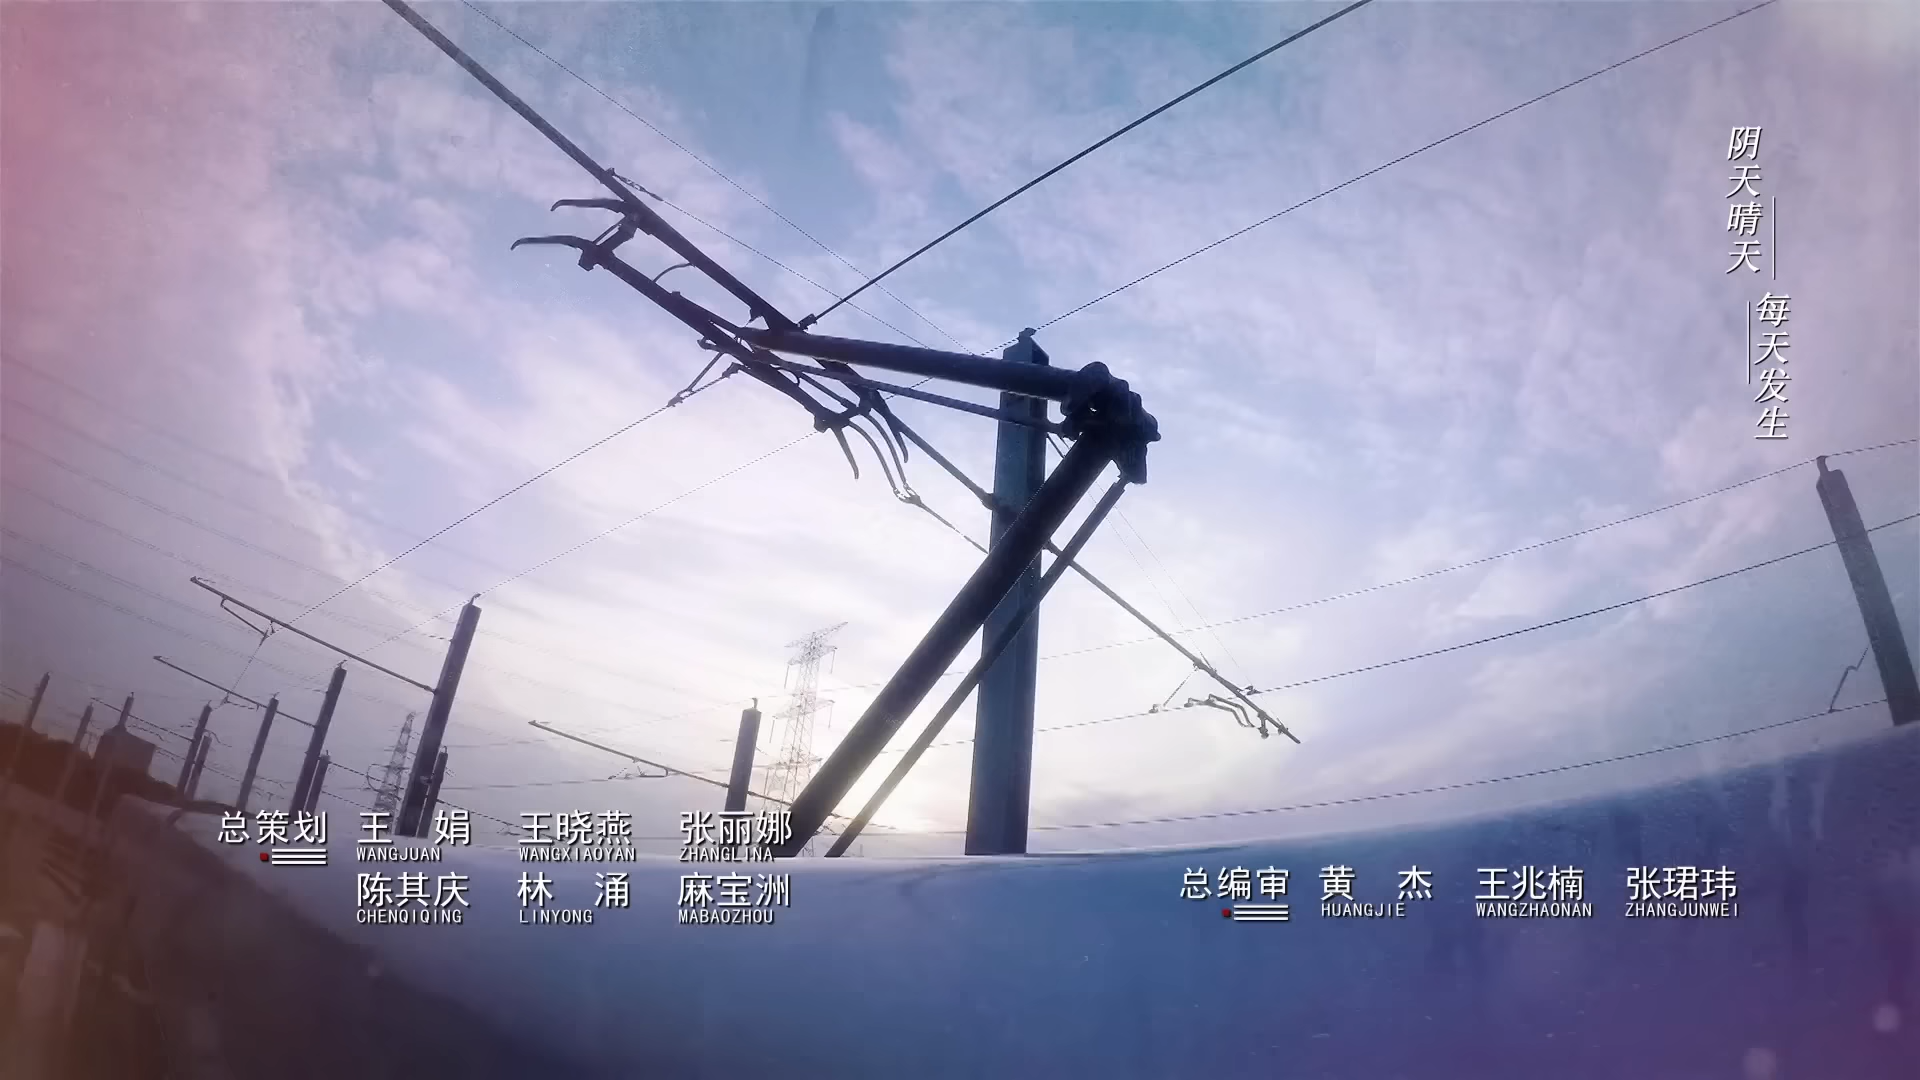 阴天晴天
每天发生
总策划 王 娟 王晓燕 张丽娜
WANGJUAN WANGXIAOYAN ZHANGLINA
陈其庆 林 涌 麻宝洲
CHENQIQING LINYONG MABAOZHOU
总编审 黄 杰 王兆楠 张珺玮
HUANGJIE WANGZHAONAN ZHANGJUNWEI